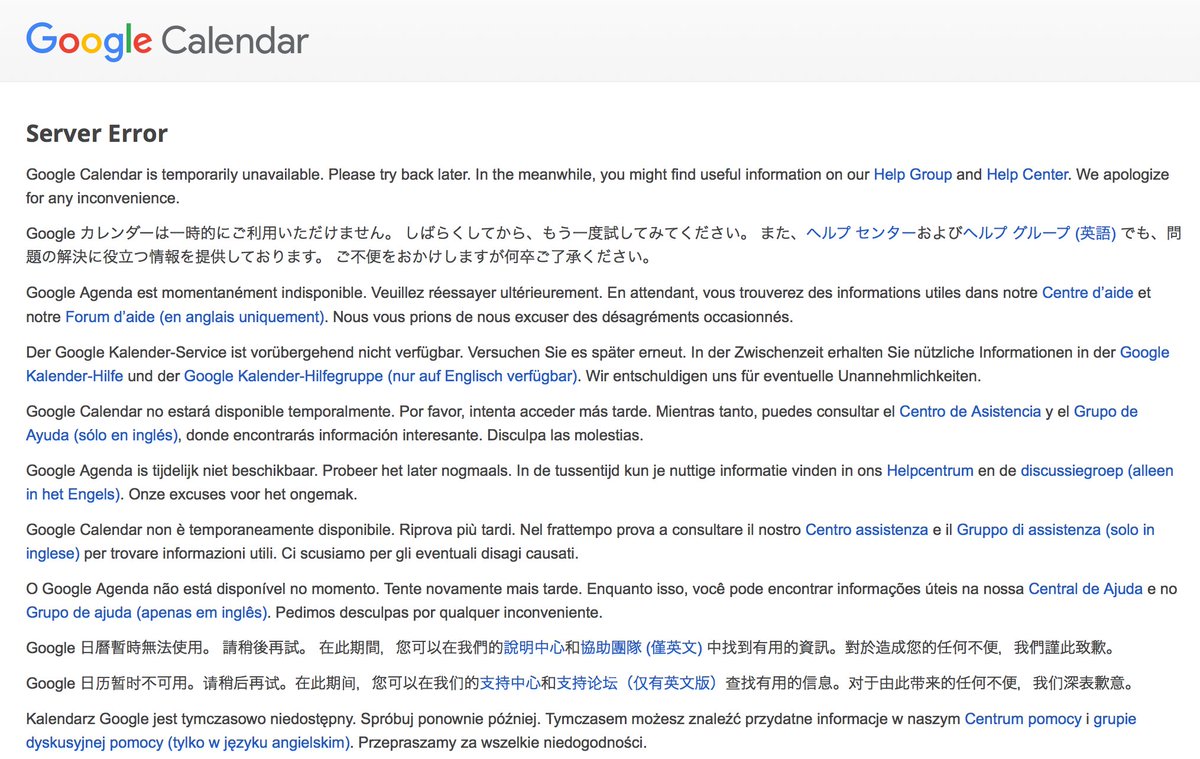 Google Calendar
Server Error
Google Calendar is temporarily unavailable. Please try back later. In the meanwhile, you might find useful information on our Help Group and Help Center. We apologize
for any inconvenience.
Google カレンダーは一時的にご利用いただけません。 しばらくしてから、もう一度試してみてください。 また、ヘルプ センターおよびヘルプ グループ (英語) でも、問
題の解決に役立つ情報を提供しております。 ご不便をおかけしますが何卒ご了承ください。
Google Agenda est momentanément indisponible. Veuillez réessayer ultérieurement. En attendant, vous trouverez des informations utiles dans notre Centre d’aide et
notre Forum d’aide (en anglais uniquement). Nous vous prions de nous excuser des désagréments occasionnés.
Der Google Kalender-Service ist vorübergehend nicht verfügbar. Versuchen Sie es später erneut. In der Zwischenzeit erhalten Sie nützliche Informationen in der Google
Kalender-Hilfe und der Google Kalender-Hilfegruppe (nur auf Englisch verfügbar). Wir entschuldigen uns für eventuelle Unannehmlichkeiten.
Google Calendar no estará disponible temporalmente. Por favor, intenta acceder más tarde. Mientras tanto, puedes consultar el Centro de Asistencia y el Grupo de
Ayuda (sólo en inglés), donde encontrarás información interesante. Disculpa las molestias.
Google Agenda is tijdelijk niet beschikbaar. Probeer het later nogmaals. In de tussentijd kun je nuttige informatie vinden in ons Helpcentrum en de discussiegroep (alleen
in het Engels). Onze excuses voor het ongemak.
Google Calendar non è temporaneamente disponibile. Riprova più tardi. Nel frattempo prova a consultare il nostro Centro assistenza e il Gruppo di assistenza (solo in
inglese) per trovare informazioni utili. Ci scusiamo per gli eventuali disagi causati.
O Google Agenda não está disponível no momento. Tente novamente mais tarde. Enquanto isso, você pode encontrar informações úteis na nossa Central de Ajuda e no
Grupo de ajuda (apenas em inglês). Pedimos desculpas por qualquer inconveniente.
Google 日曆暫時無法使用。 請稍後再試。 在此期間，您可以在我們的說明中心和協助團隊 (僅英文) 中找到有用的資訊。對於造成您的任何不便，我們謹此致歉。
Google 日历暂时不可用。请稍后再试。在此期间，您可以在我们的支持中心和支持论坛（仅有英文版）查找有用的信息。对于由此带来的任何不便，我们深表歉意。
Kalendarz Google jest tymczasowo niedostępny. Spróbuj ponownie później. Tymczasem możesz znaleźć przydatne informacje w naszym Centrum pomocy i grupie
dyskusyjnej pomocy (tylko w języku angielskim). Przepraszamy za wszelkie niedogodności.